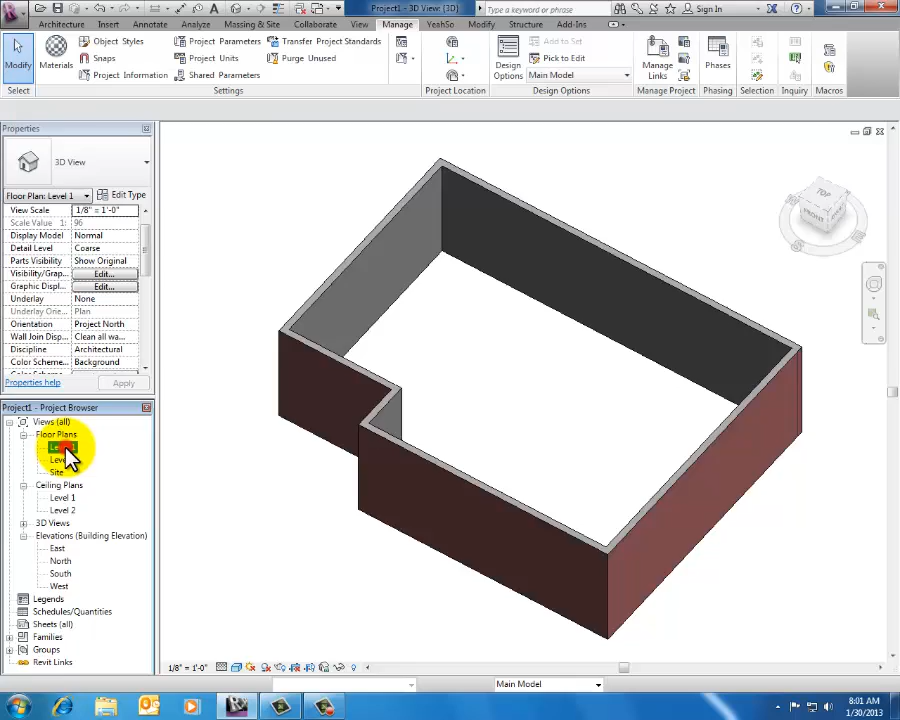 Project1 - 3D View: {3D}
Type a keyword or phrase
Sign In
Architecture Insert Annotate Analyze Massing & Site Collaborate View Manage YeahSo Modify Structure Add-Ins
Modify
Materials
Object Styles
Snaps
Project Information
Project Parameters
Project Units
Shared Parameters
Transfer Project Standards
Purge Unused
Design Options
Add to Set
Pick to Edit
Main Model
Manage Links
Phases
Select Settings Project Location Design Options Manage Project Phasing Selection Inquiry Macros
Properties
3D View
Floor Plan: Level 1 Edit Type
View Scale 1/8" = 1'-0"
Scale Value 1: 96
Display Model Normal
Detail Level Coarse
Parts Visibility Show Original
Visibility/Grap... Edit...
Graphic Displ... Edit...
Underlay None
Underlay Orie... Plan
Orientation Project North
Wall Join Disp... Clean all wa...
Discipline Architectural
Color Scheme... Background
Properties help Apply
Project1 - Project Browser
Views (all)
Floor Plans
Site
Ceiling Plans
Level 1
Level 2
3D Views
Elevations (Building Elevation)
East
North
South
West
Legends
Schedules/Quantities
Sheets (all)
Families
Groups
Revit Links
TOP
FRONT
1/8" = 1'-0"
Main Model
8:01 AM
1/30/2013